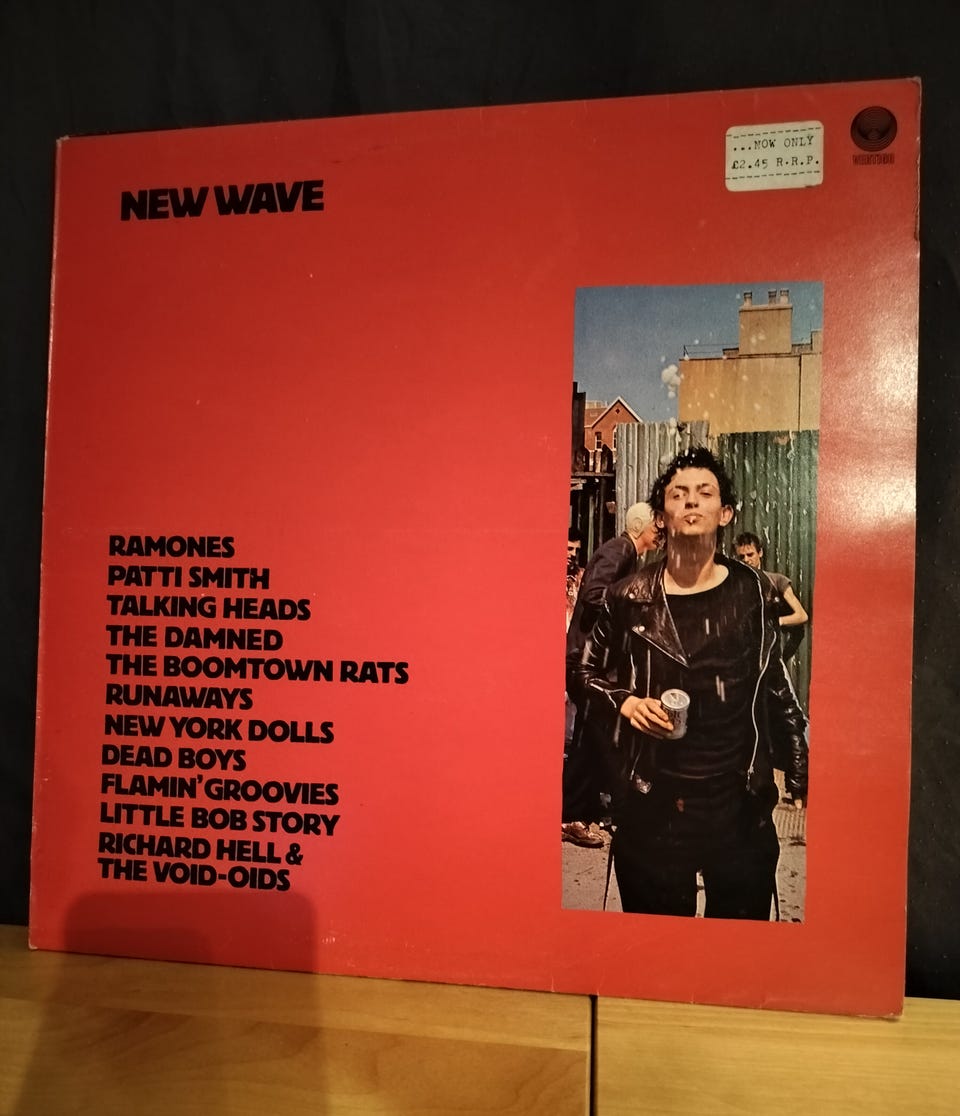 NEW WAVE
...NOW ONLY
£2.45 R.R.P.
VERTIGO
RAMONES
PATTI SMITH
TALKING HEADS
THE DAMNED
THE BOOMTOWN RATS
RUNAWAYS
NEW YORK DOLLS
DEAD BOYS
FLAMIN' GROOVIES
LITTLE BOB STORY
RICHARD HELL &
THE VOID-OIDS